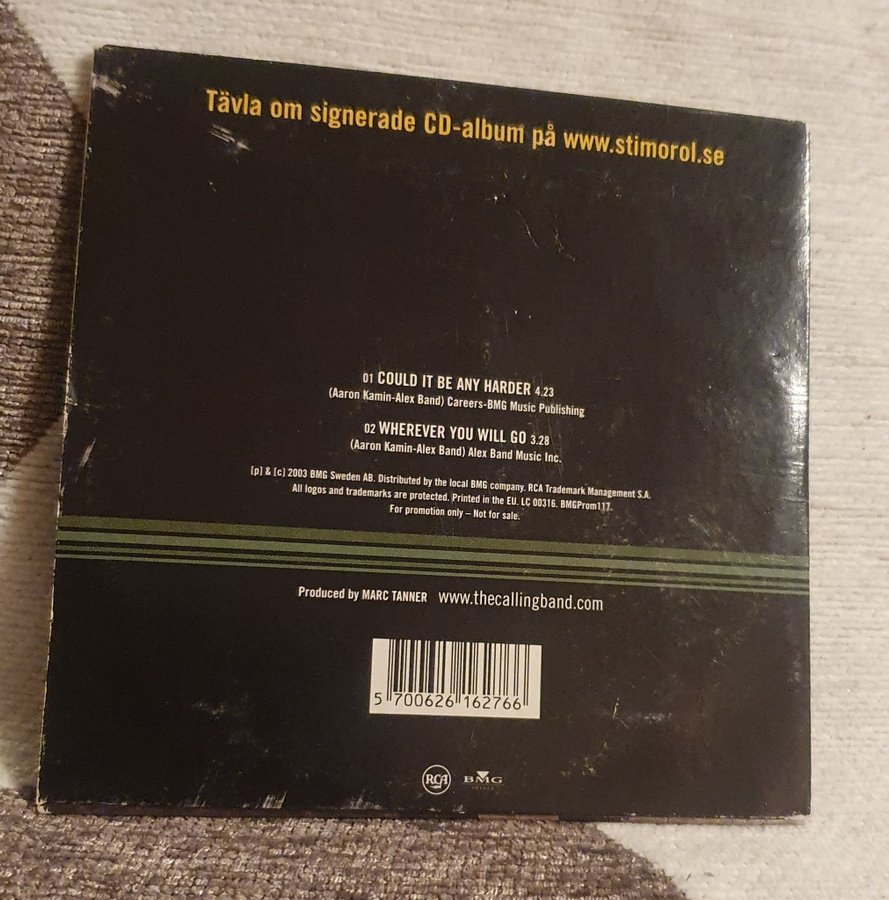 Tävla om signerade CD-album på www.stimorol.se
01 COULD IT BE ANY HARDER 4.23
(Aaron Kamin-Alex Band) Careers-BMG Music Publishing
02 WHEREVER YOU WILL GO 3.28
(Aaron Kamin-Alex Band) Alex Band Music Inc.
[p] & [c] 2003 BMG Sweden AB. Distributed by the local BMG company. RCA Trademark Management S.A.
All logos and trademarks are protected. Printed in the EU. LC 00316. BMGProm117.
For promotion only – Not for sale.
Produced by MARC TANNER www.thecallingband.com
5 700626 162766
RCA BMG